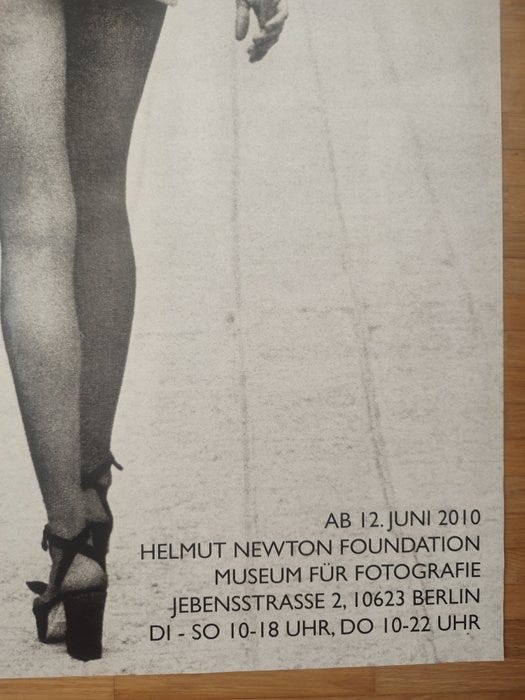 AB 12. JUNI 2010
HELMUT NEWTON FOUNDATION
MUSEUM FÜR FOTOGRAFIE
JEBENSSTRASSE 2, 10623 BERLIN
DI - SO 10-18 UHR, DO 10-22 UHR